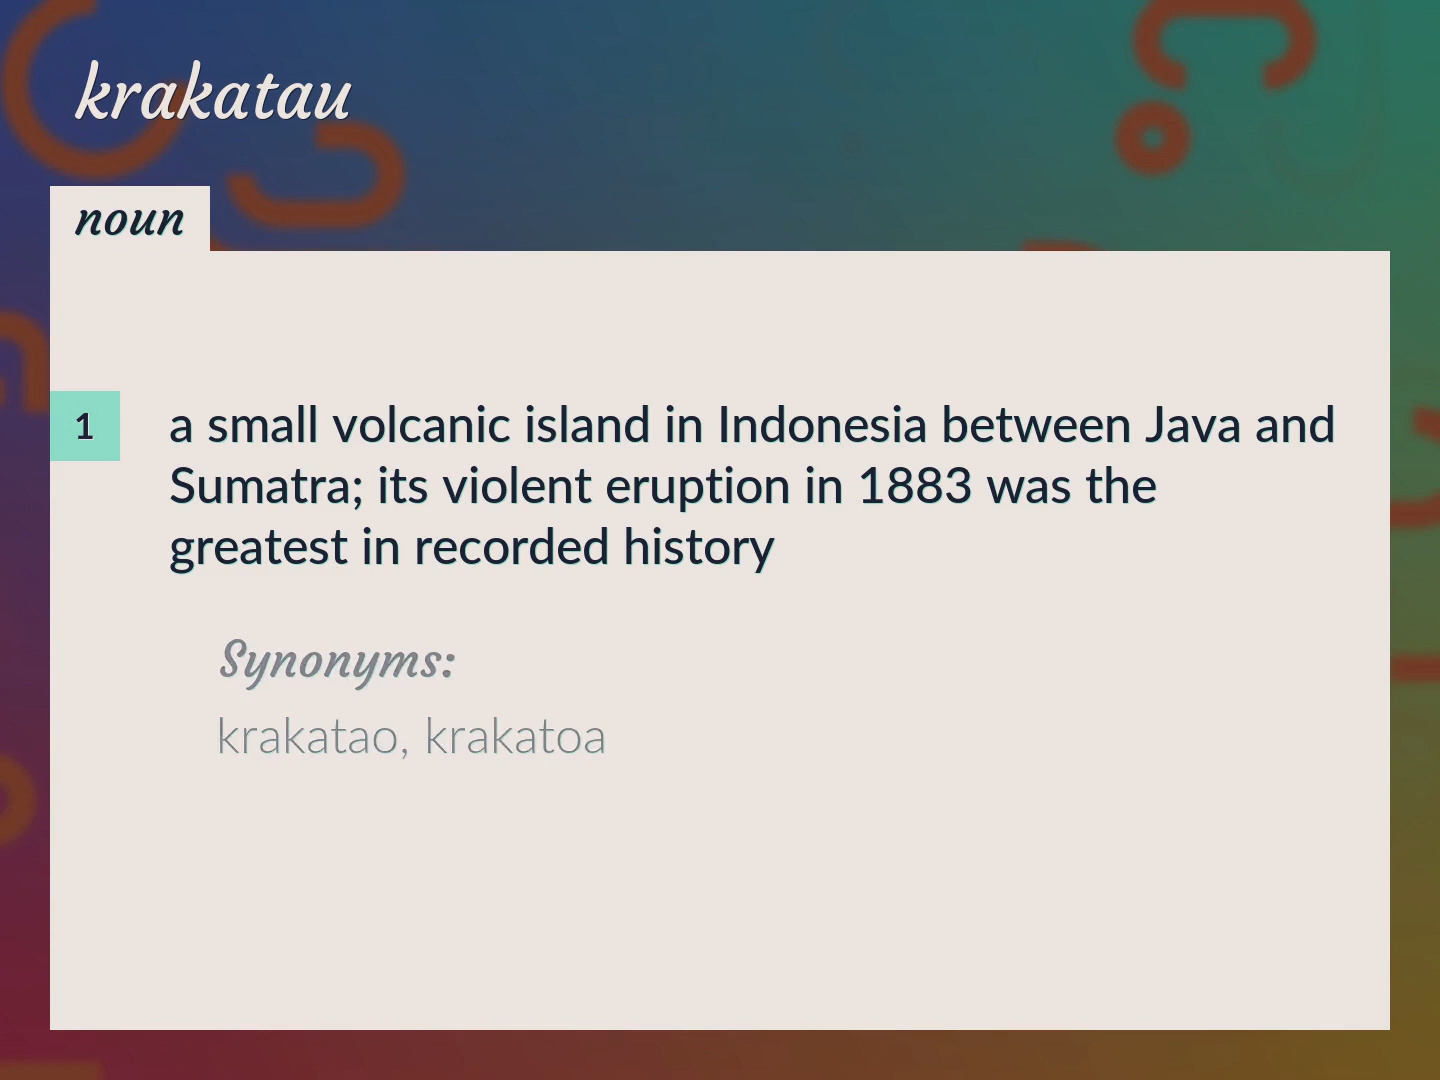 krakatau
noun
1
a small volcanic island in Indonesia between Java and
Sumatra; its violent eruption in 1883 was the
greatest in recorded history
Synonyms:
krakatao, krakatoa